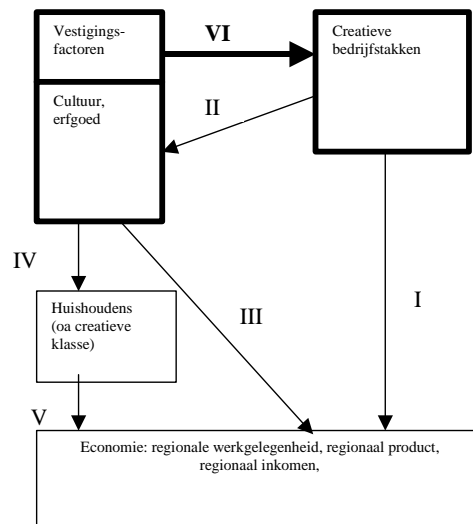 Vestigings-
factoren
VI
Creatieve
bedrijfstakken
Cultuur,
erfgoed
II
IV
Huishoudens
(oa creatieve
klasse)
III
I
V
Economie: regionale werkgelegenheid, regionaal product,
regionaal inkomen,